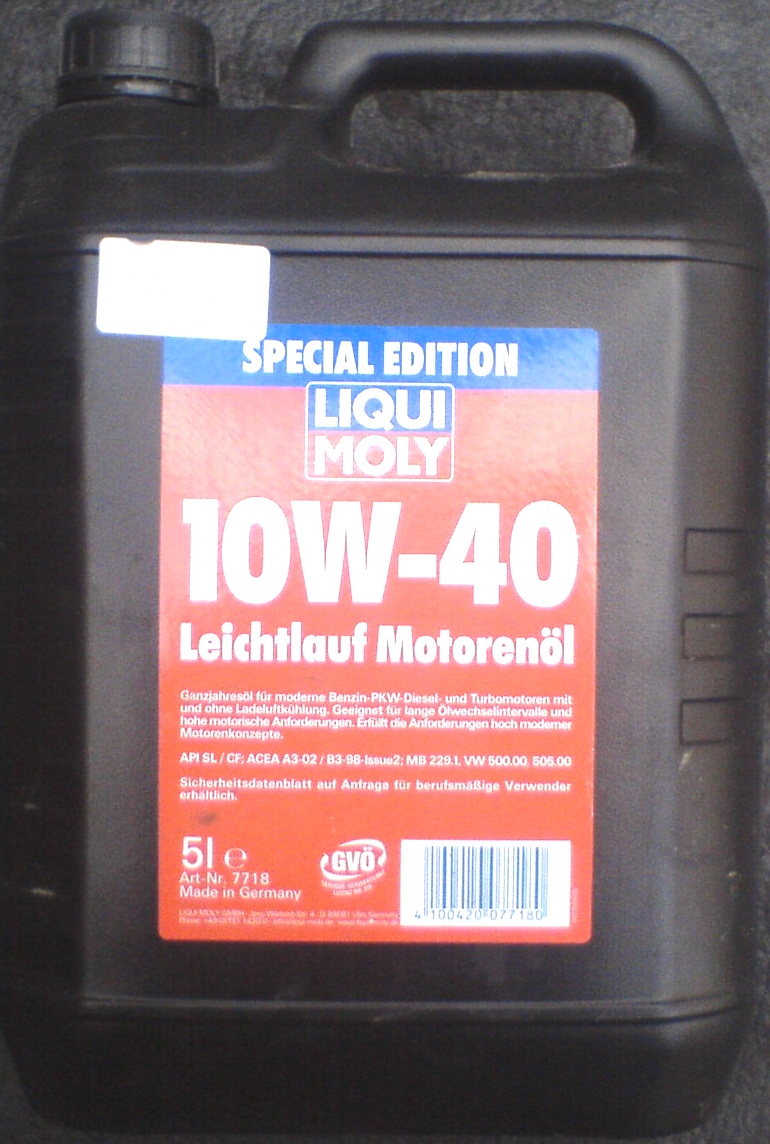 SPECIAL EDITION
LIQUI
MOLY
10W-40
Leichtlauf Motorenöl
Ganzjahresöl für moderne Benzin-PKW-Diesel- und Turbomotoren mit
und ohne Ladeluftkühlung. Geeignet für lange Ölwechselintervalle und
hohe motorische Anforderungen. Erfüllt die Anforderungen hoch moderner
Motorenkonzepte.
API SL / CF; ACEA A3-02 / B3-98-Issue2; MB 229.1. VW 500.00, 505.00
Sicherheitsdatenblatt auf Anfrage für berufsmäßige Verwender
erhältlich.
5l e
Art-Nr. 7718
Made in Germany
GVÖ
LIQUI MOLY GMBH
4 100420 077180